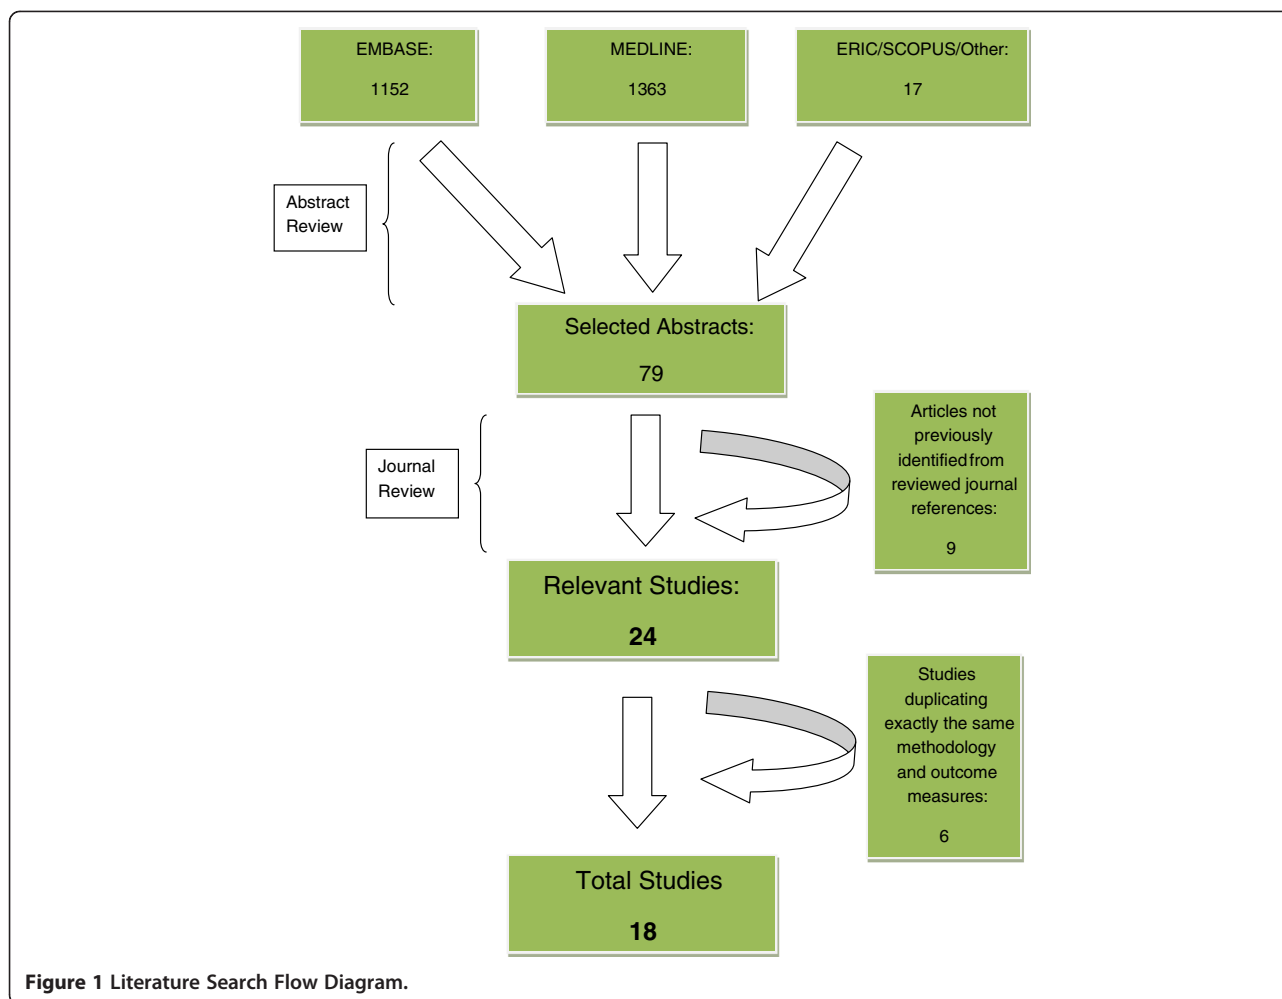 EMBASE:
1152
MEDLINE:
1363
ERIC/SCOPUS/Other:
17
Abstract
Review
Selected Abstracts:
79
Articles not
previously
identified from
reviewed journal
references:
9
Journal
Review
Relevant Studies:
24
Studies
duplicating
exactly the same
methodology
and outcome
measures:
6
Total Studies
18
Figure 1 Literature Search Flow Diagram.